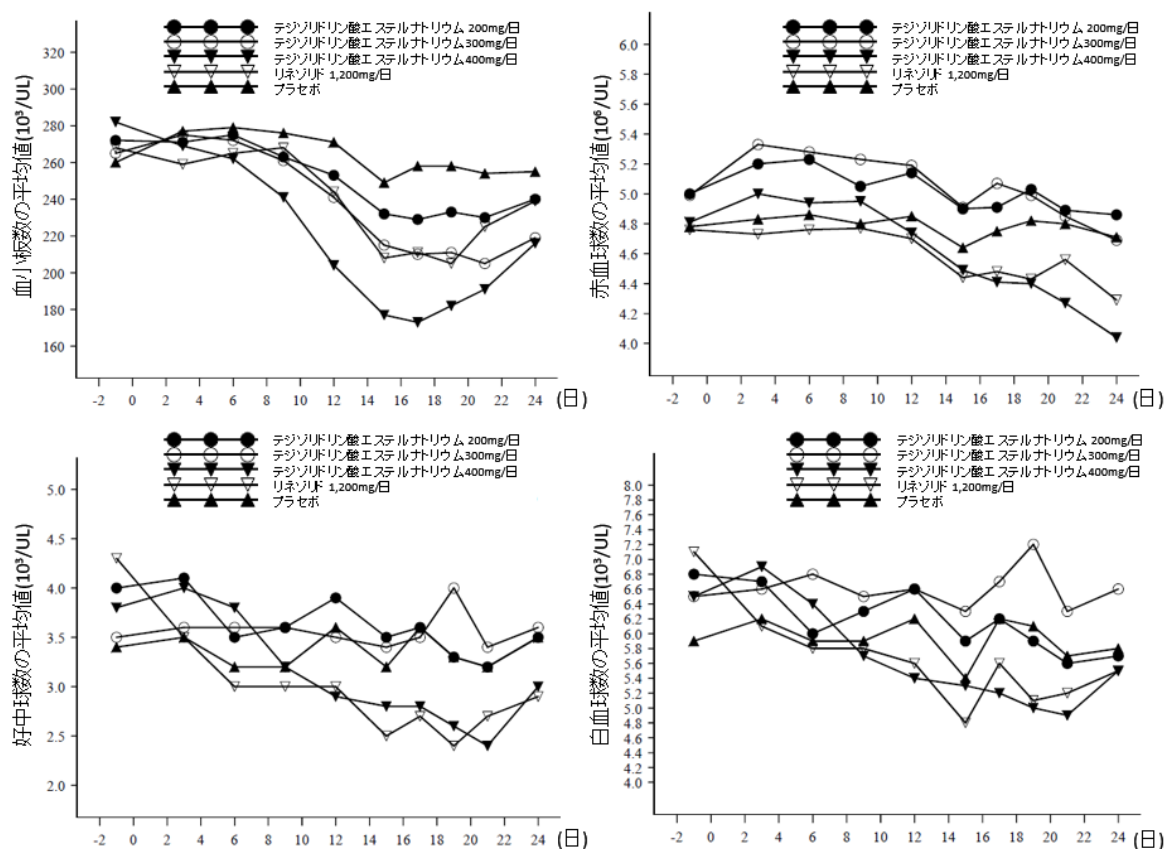 テジゾリドリン酸エステルナトリウム 200mg/日
テジゾリドリン酸エステルナトリウム300mg/日
テジゾリドリン酸エステルナトリウム400mg/日
リネゾリド 1,200mg/日
プラセボ
血小板数の平均値(10³/UL)
320
300
280
260
240
220
200
180
160
-2 0 2 4 6 8 10 12 14 16 18 20 22 24 (日)
テジゾリドリン酸エステルナトリウム 200mg/日
テジゾリドリン酸エステルナトリウム300mg/日
テジゾリドリン酸エステルナトリウム400mg/日
リネゾリド 1,200mg/日
プラセボ
赤血球数の平均値(10⁶/UL)
6.0
5.8
5.6
5.4
5.2
5.0
4.8
4.6
4.4
4.2
4.0
-2 0 2 4 6 8 10 12 14 16 18 20 22 24 (日)
テジゾリドリン酸エステルナトリウム 200mg/日
テジゾリドリン酸エステルナトリウム300mg/日
テジゾリドリン酸エステルナトリウム400mg/日
リネゾリド 1,200mg/日
プラセボ
好中球数の平均値(10³/UL)
5.0
4.5
4.0
3.5
3.0
2.5
2.0
-2 0 2 4 6 8 10 12 14 16 18 20 22 24 (日)
テジゾリドリン酸エステルナトリウム 200mg/日
テジゾリドリン酸エステルナトリウム300mg/日
テジゾリドリン酸エステルナトリウム400mg/日
リネゾリド 1,200mg/日
プラセボ
白血球数の平均値(10³/UL)
8.0
7.8
7.6
7.4
7.2
7.0
6.8
6.6
6.4
6.2
6.0
5.8
5.6
5.4
5.2
5.0
4.8
4.6
4.4
4.2
4.0
-2 0 2 4 6 8 10 12 14 16 18 20 22 24 (日)